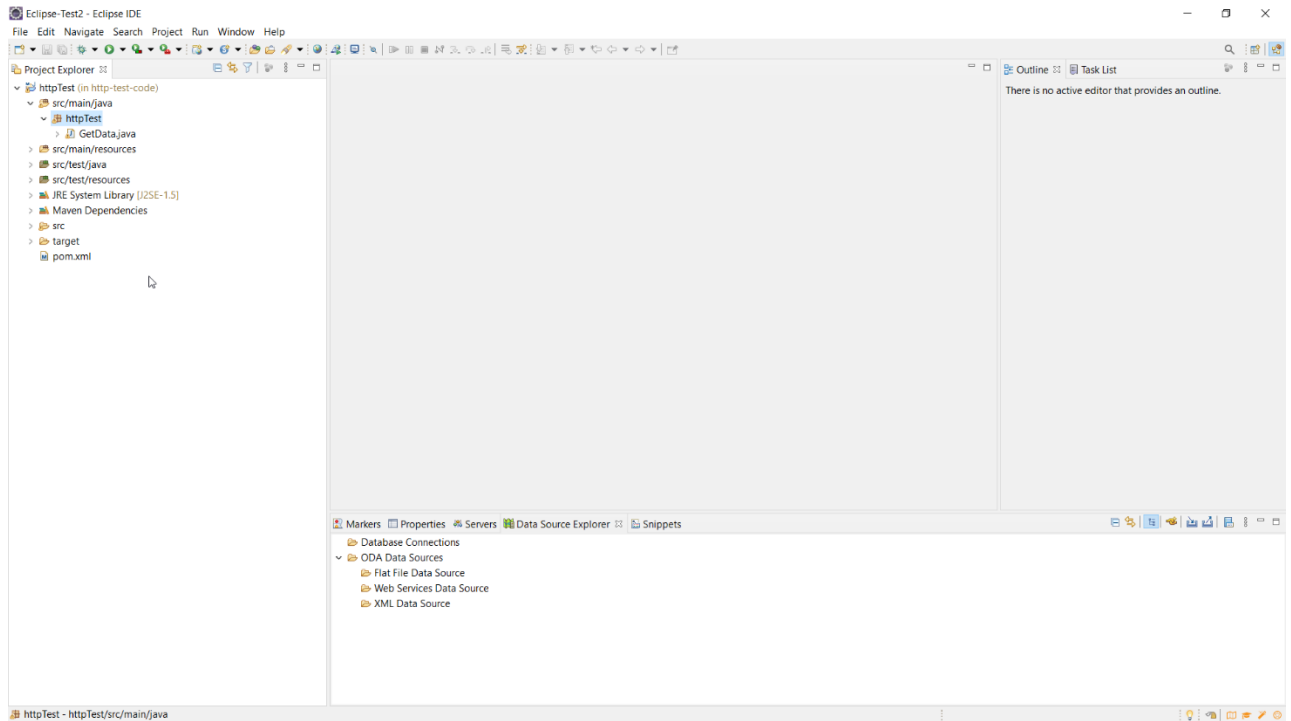 Eclipse-Test2 - Eclipse IDE
File Edit Navigate Search Project Run Window Help
Project Explorer
httpTest (in http-test-code)
src/main/java
httpTest
GetData.java
src/main/resources
src/test/java
src/test/resources
JRE System Library [J2SE-1.5]
Maven Dependencies
src
target
pom.xml
Outline Task List
There is no active editor that provides an outline.
Markers Properties Servers Data Source Explorer Snippets
Database Connections
ODA Data Sources
Flat File Data Source
Web Services Data Source
XML Data Source
httpTest - httpTest/src/main/java